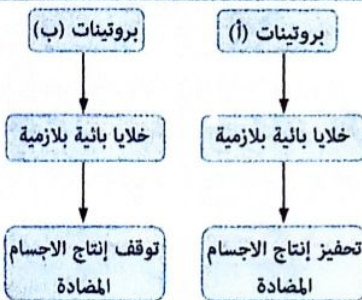 بروتينات (أ)
بروتينات (ب)
خلايا بائية بلازمية
خلايا بائية بلازمية
تحفيز إنتاج الاجسام
المضادة
توقف إنتاج الاجسام
المضادة